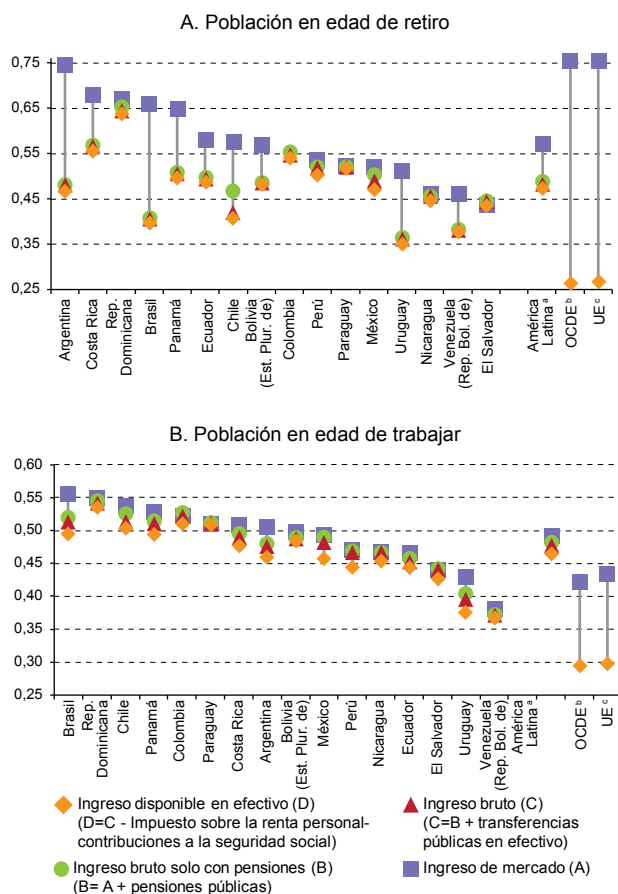 A. Población en edad de retiro
0,75
0,65
0,55
0,45
0,35
0,25
Argentina
Costa Rica
Rep.
Dominicana
Brasil
Panamá
Ecuador
Chile
Bolivia
(Est. Plur. de)
Colombia
Perú
Paraguay
México
Uruguay
Nicaragua
Venezuela
(Rep. Bol. de)
El Salvador
América
Latina ª
OCDE ᵇ
UE ᶜ
B. Población en edad de trabajar
0,60
0,55
0,50
0,45
0,40
0,35
0,30
0,25
Brasil
Rep.
Dominicana
Chile
Panamá
Colombia
Paraguay
Costa Rica
Argentina
Bolivia
(Est. Plur. de)
México
Perú
Nicaragua
Ecuador
El Salvador
Uruguay
Venezuela
(Rep. Bol. de)
América
Latina ª
OCDE ᵇ
UE ᶜ
Ingreso disponible en efectivo (D)
(D=C - Impuesto sobre la renta personal-
contribuciones a la seguridad social)
Ingreso bruto (C)
(C=B + transferencias
públicas en efectivo)
Ingreso bruto solo con pensiones (B)
(B= A + pensiones públicas)
Ingreso de mercado (A)